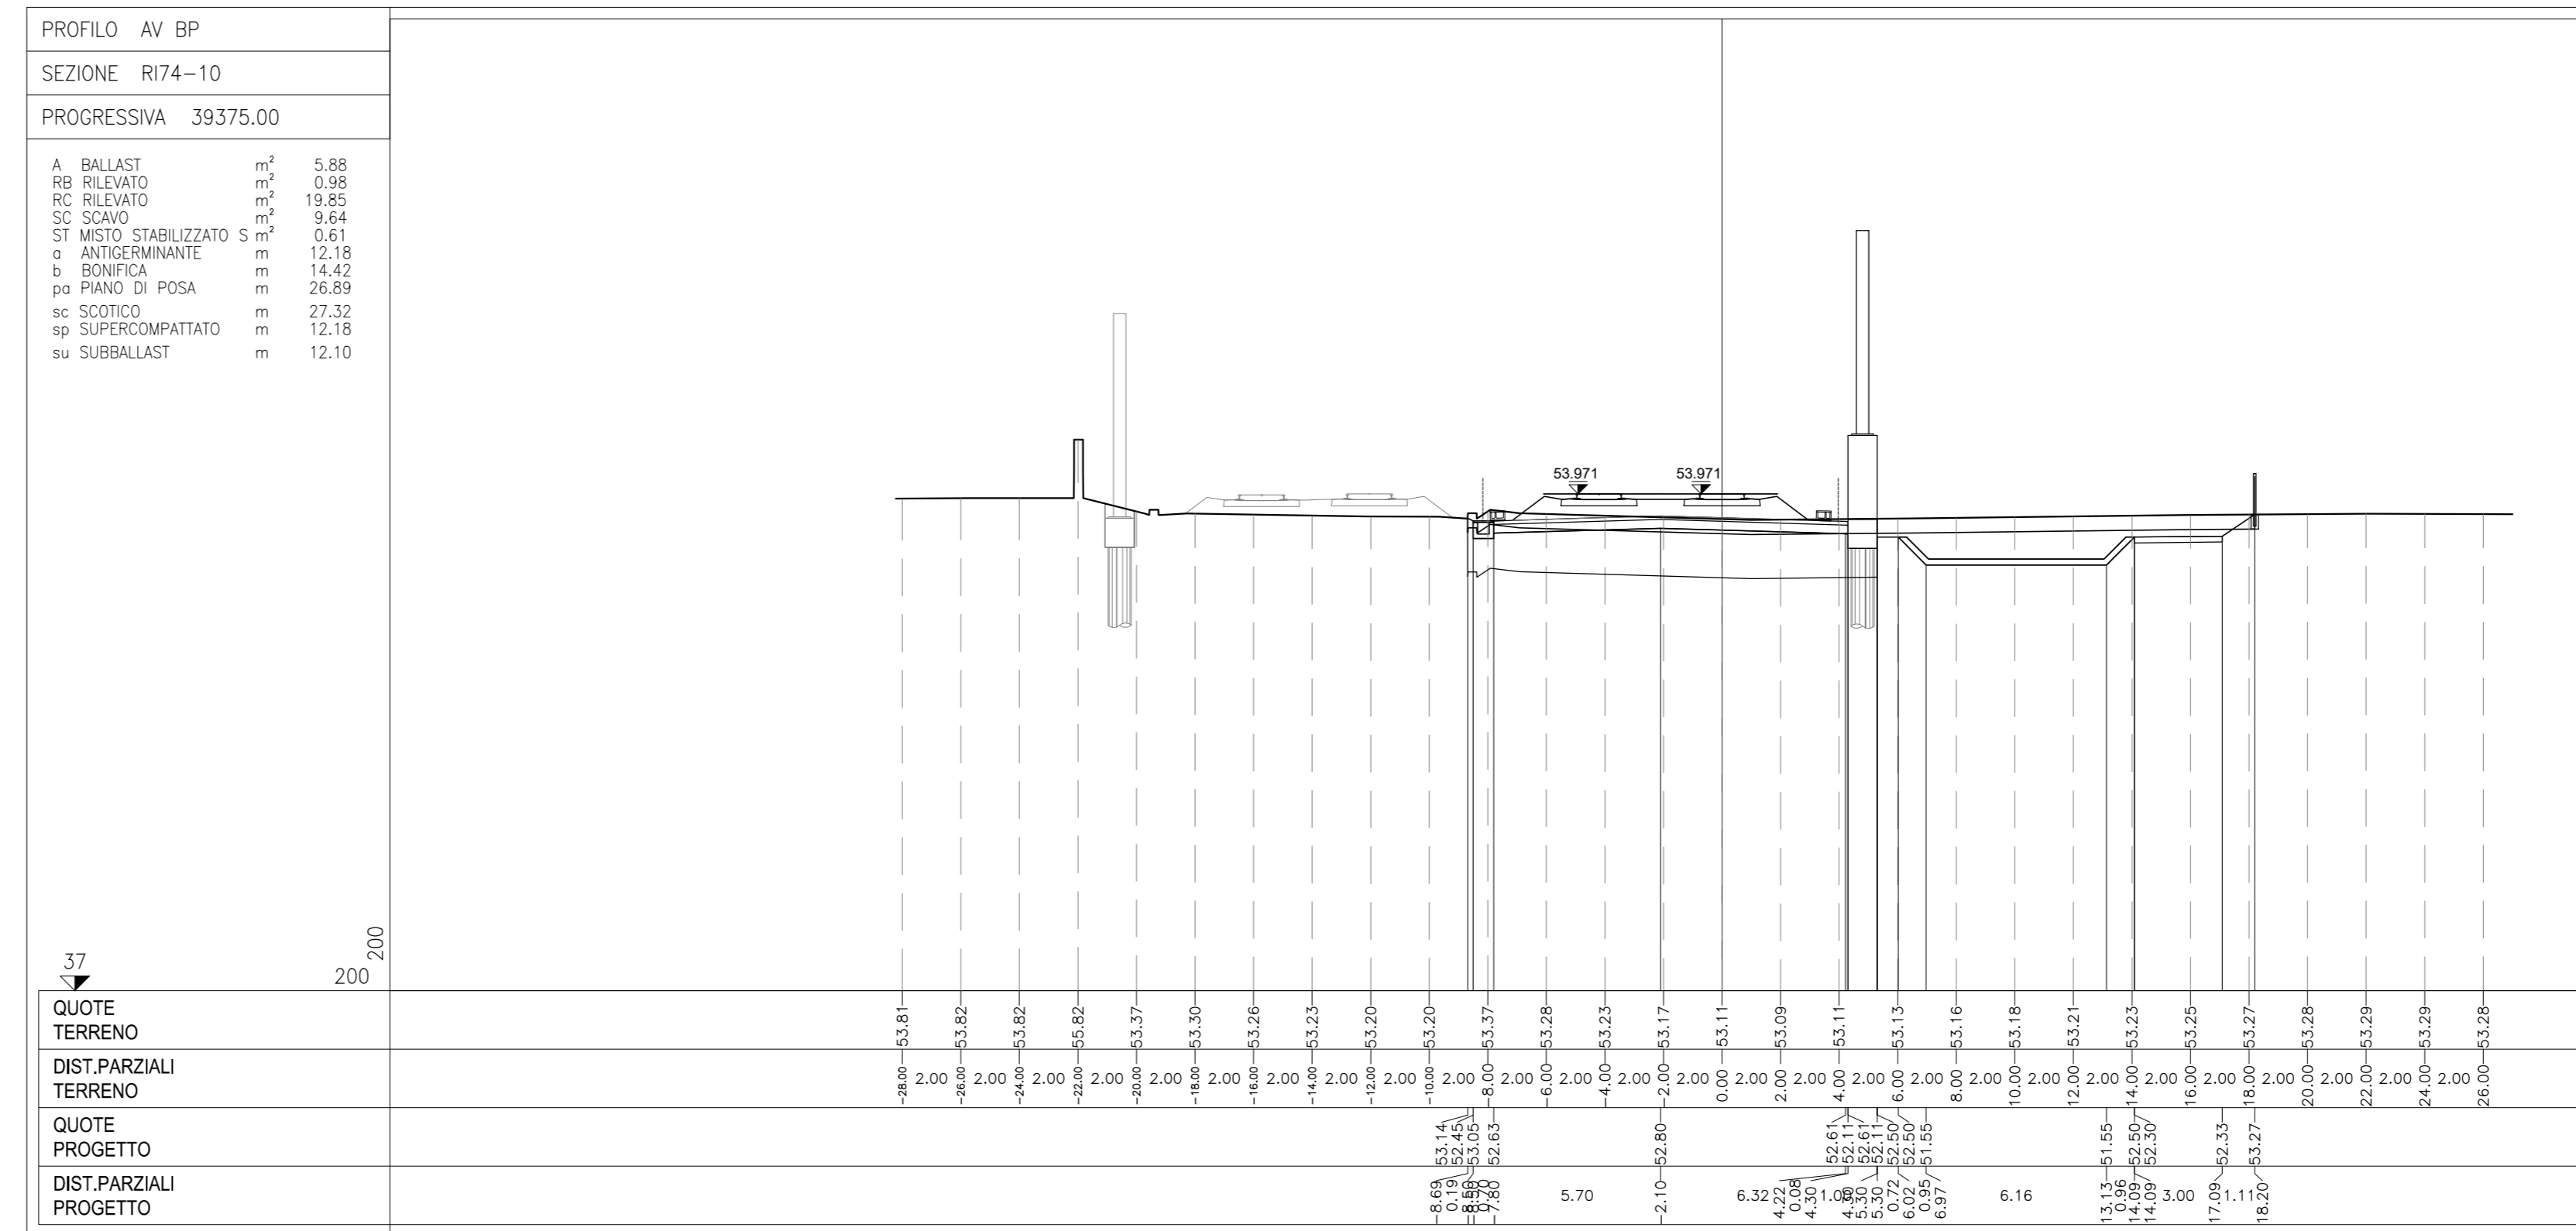 PROFILO AV BP
SEZIONE RI74-10
PROGRESSIVA 39375.00
A BALLAST m² 5.88
RB RILEVATO m² 0.98
RC RILEVATO m² 19.85
SC SCAVO m² 9.64
ST MISTO STABILIZZATO S m² 0.61
a ANTIGERMINANTE m 12.18
b BONIFICA m 14.42
pa PIANO DI POSA m 26.89
sc SCOTICO m 27.32
sp SUPERCOMPATTATO m 12.18
su SUBBALLAST m 12.10
53.971 53.971
37
200
200
QUOTE
TERRENO
53.81 53.82 53.82 55.82 53.37 53.30 53.26 53.23 53.20 53.20 53.37 53.28 53.23 53.17 53.11 53.09 53.11 53.13 53.16 53.18 53.21 53.23 53.25 53.27 53.28 53.29 53.29 53.28
DIST.PARZIALI
TERRENO
-28.00 2.00 -26.00 2.00 -24.00 2.00 -22.00 2.00 -20.00 2.00 -18.00 2.00 -16.00 2.00 -14.00 2.00 -12.00 2.00 -10.00 2.00 -8.00 2.00 -6.00 2.00 -4.00 2.00 -2.00 2.00 0.00 2.00 2.00 2.00 4.00 2.00 6.00 2.00 8.00 2.00 10.00 2.00 12.00 2.00 14.00 2.00 16.00 2.00 18.00 2.00 20.00 2.00 22.00 2.00 24.00 2.00 26.00
QUOTE
PROGETTO
53.14 52.45 53.05 52.63 52.80 52.61 52.11 52.61 52.11 52.50 52.50 51.55 51.55 52.50 52.30 52.33 53.27
DIST.PARZIALI
PROGETTO
-8.69 0.19 -8.50 0.70 -7.80 5.70 -2.10 6.32 4.22 0.08 4.30 1.00 4.30 5.30 5.30 0.72 6.02 0.95 6.97 6.16 13.13 0.96 14.09 14.09 3.00 17.09 1.11 18.20